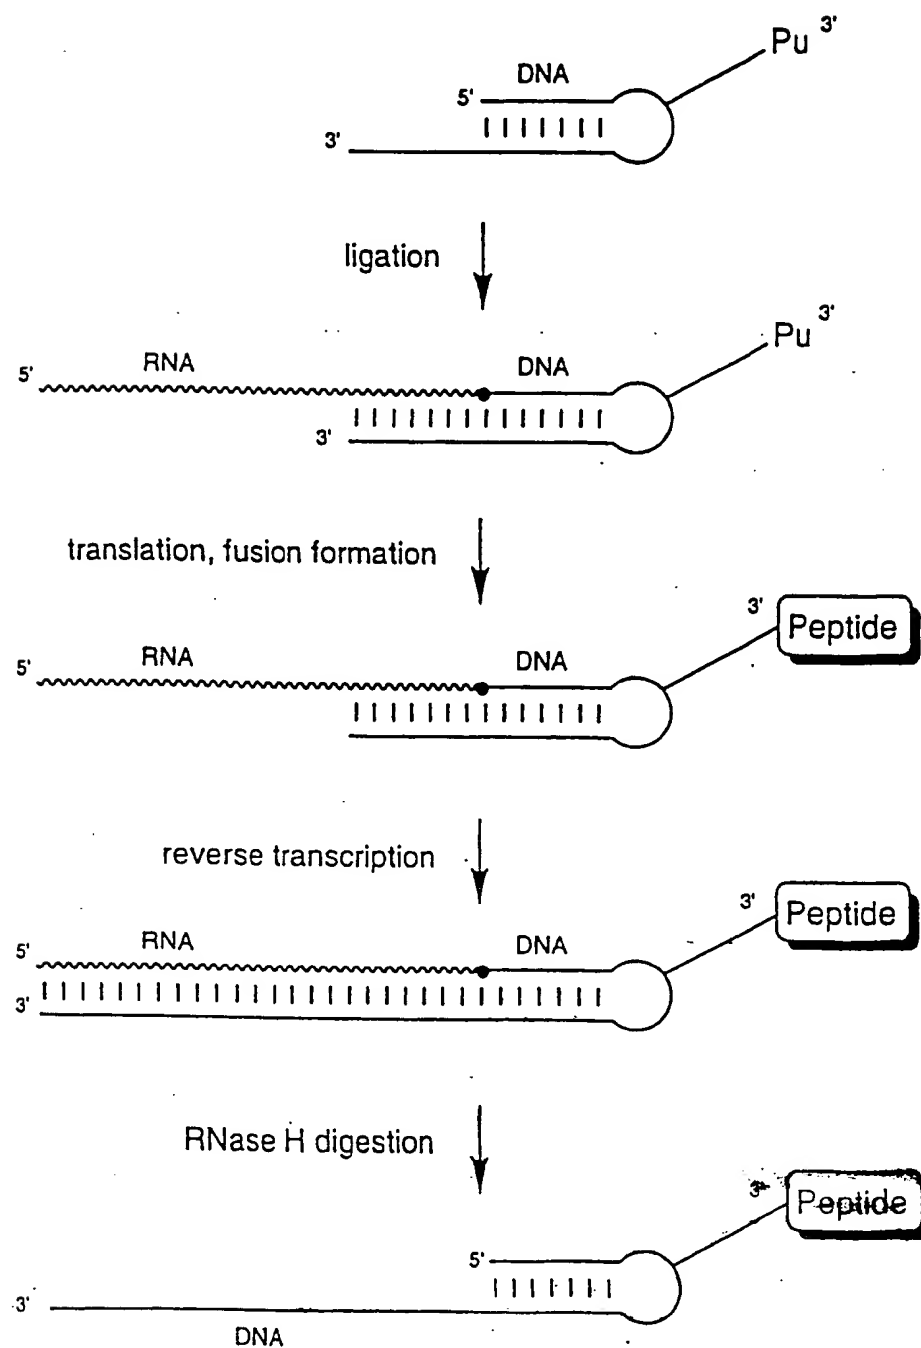 Pu 3'
DNA
5'
3'
ligation
Pu 3'
RNA DNA
5'
3'
translation, fusion formation
3' Peptide
RNA DNA
5'
reverse transcription
3' Peptide
RNA DNA
5'
3'
RNase H digestion
3' Peptide
5'
3'
DNA